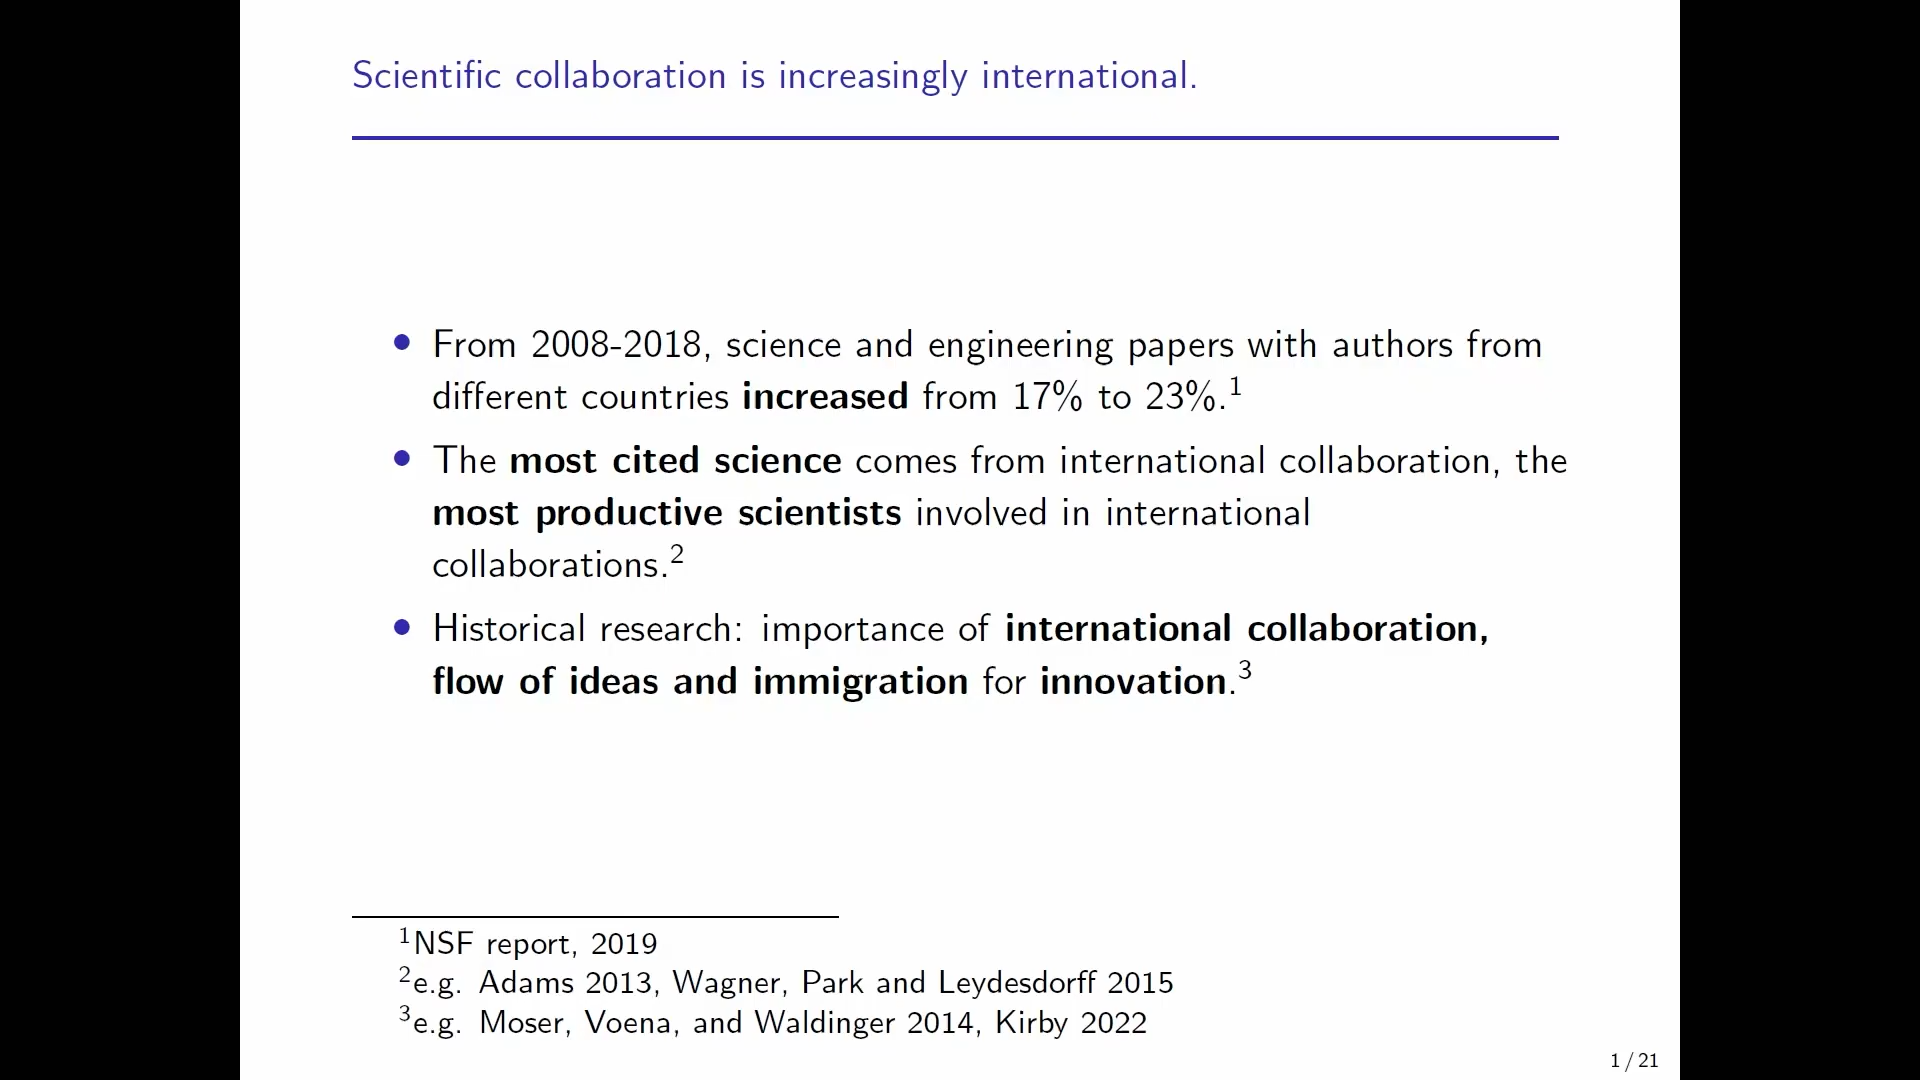 Scientific collaboration is increasingly international.
• From 2008-2018, science and engineering papers with authors from
different countries increased from 17% to 23%.¹
• The most cited science comes from international collaboration, the
most productive scientists involved in international
collaborations.²
• Historical research: importance of international collaboration,
flow of ideas and immigration for innovation.³
¹NSF report, 2019
²e.g. Adams 2013, Wagner, Park and Leydesdorff 2015
³e.g. Moser, Voena, and Waldinger 2014, Kirby 2022
1 / 21